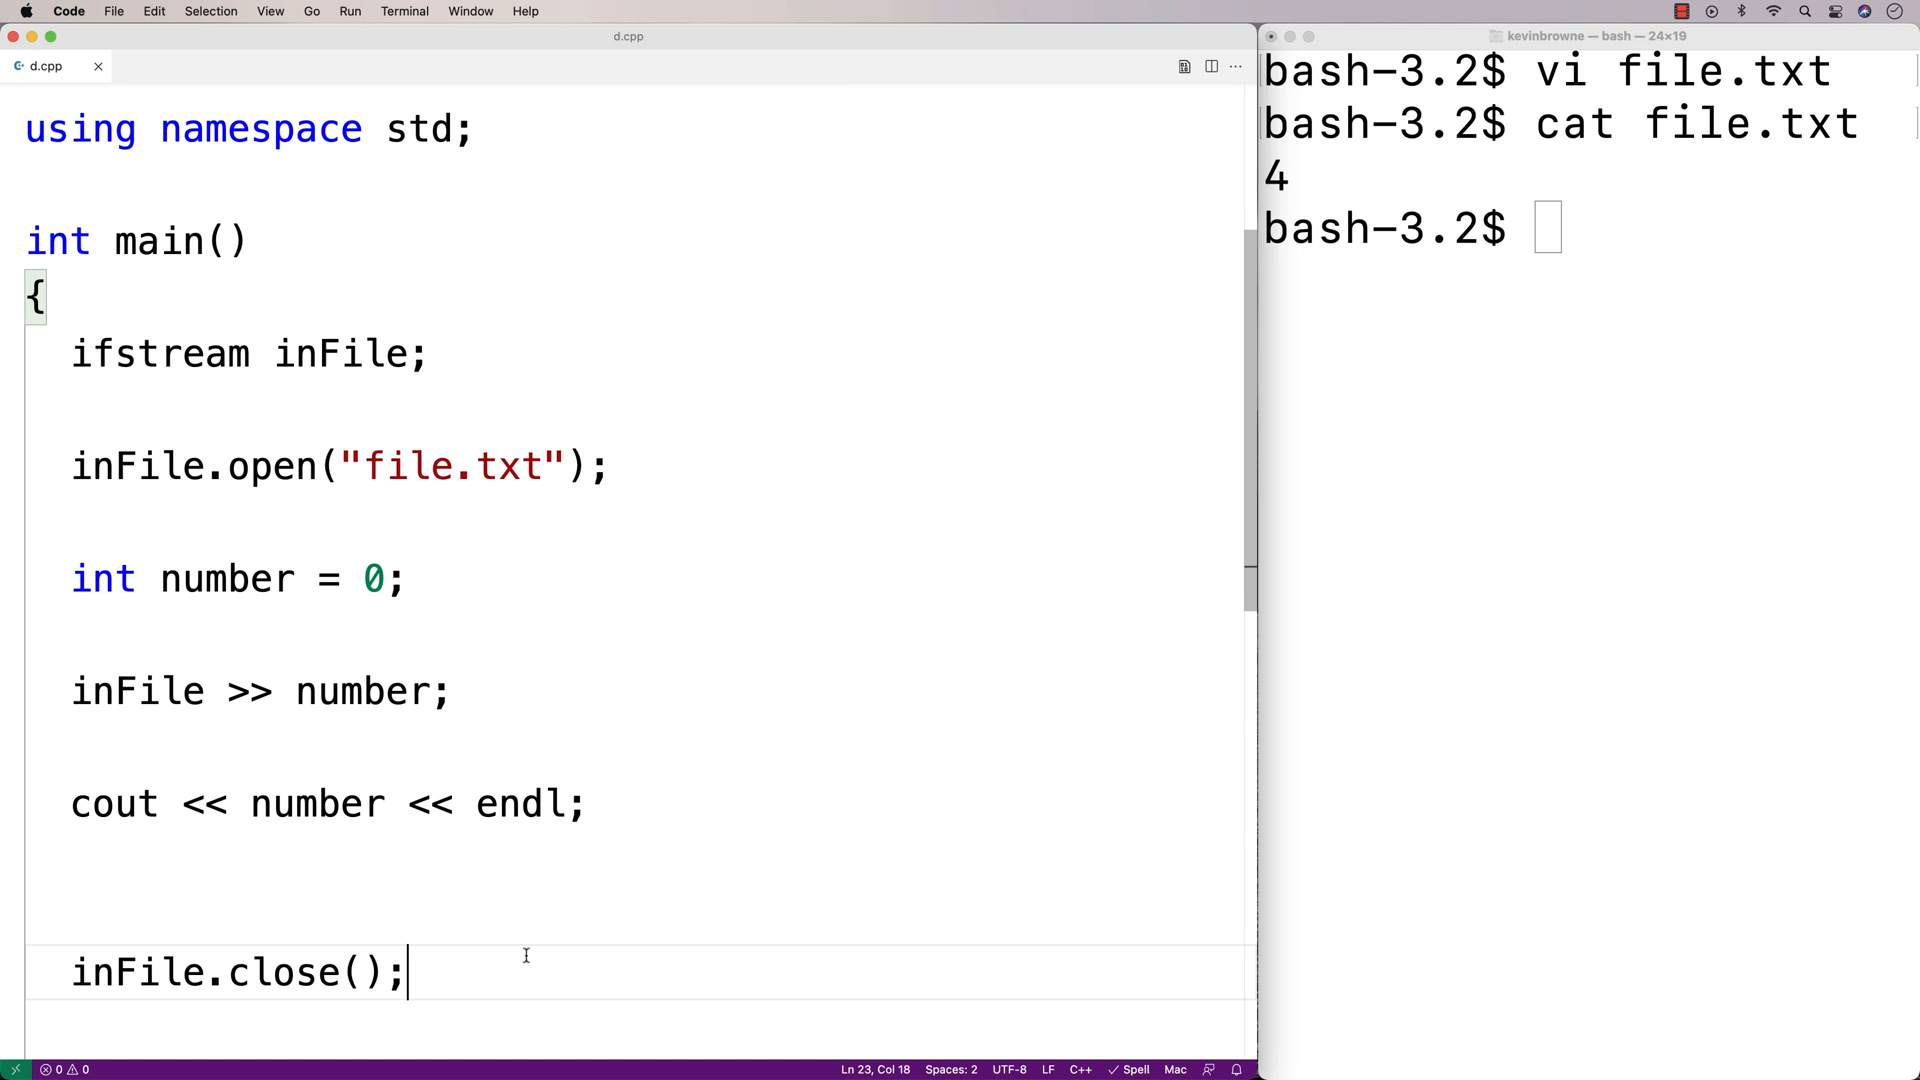 Code File Edit Selection View Go Run Terminal Window Help
d.cpp
d.cpp
using namespace std;
int main()
{
ifstream inFile;
inFile.open("file.txt");
int number = 0;
inFile >> number;
cout << number << endl;
inFile.close();
0 0
Ln 23, Col 18 Spaces: 2 UTF-8 LF C++ Spell Mac
kevinbrowne — bash — 24×19
bash-3.2$ vi file.txt
bash-3.2$ cat file.txt
4
bash-3.2$